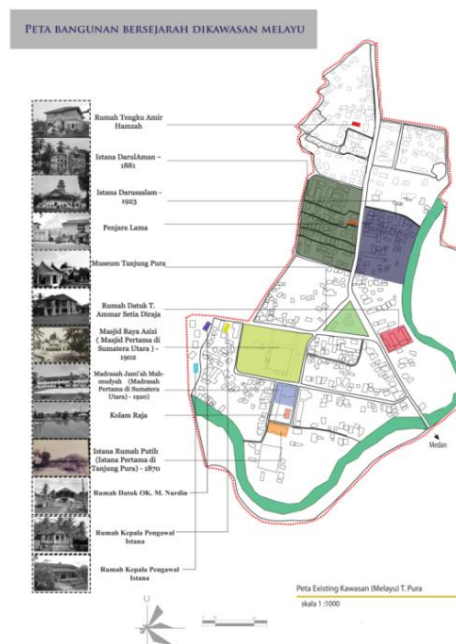 PETA BANGUNAN BERSEJARAH DIKAWASAN MELAYU
Rumah Tengku Amir
Hamzah
Istana DarulAman -
1881
Istana Darussalam -
1923
Penjara Lama
Museum Tanjung Pura
Rumah Datuk T.
Ammar Setia Diraja
Masjid Raya Azizi
( Masjid Pertama di
Sumatera Utara ) -
1902
Madrasah Jami'ah Mah-
mudyah (Madrasah
Pertama di Sumatera
Utara) - 1920)
Kolam Raja
Istana Rumah Putih
(Istana Pertama di
Tanjung Pura) - 1870
Rumah Datuk OK. M. Nurdin
Rumah Kepala Pengawal
Istana
Rumah Kepala Pengawal
Istana
Medan
Peta Existing Kawasan (Melayu) T. Pura
skala 1 :1000
U